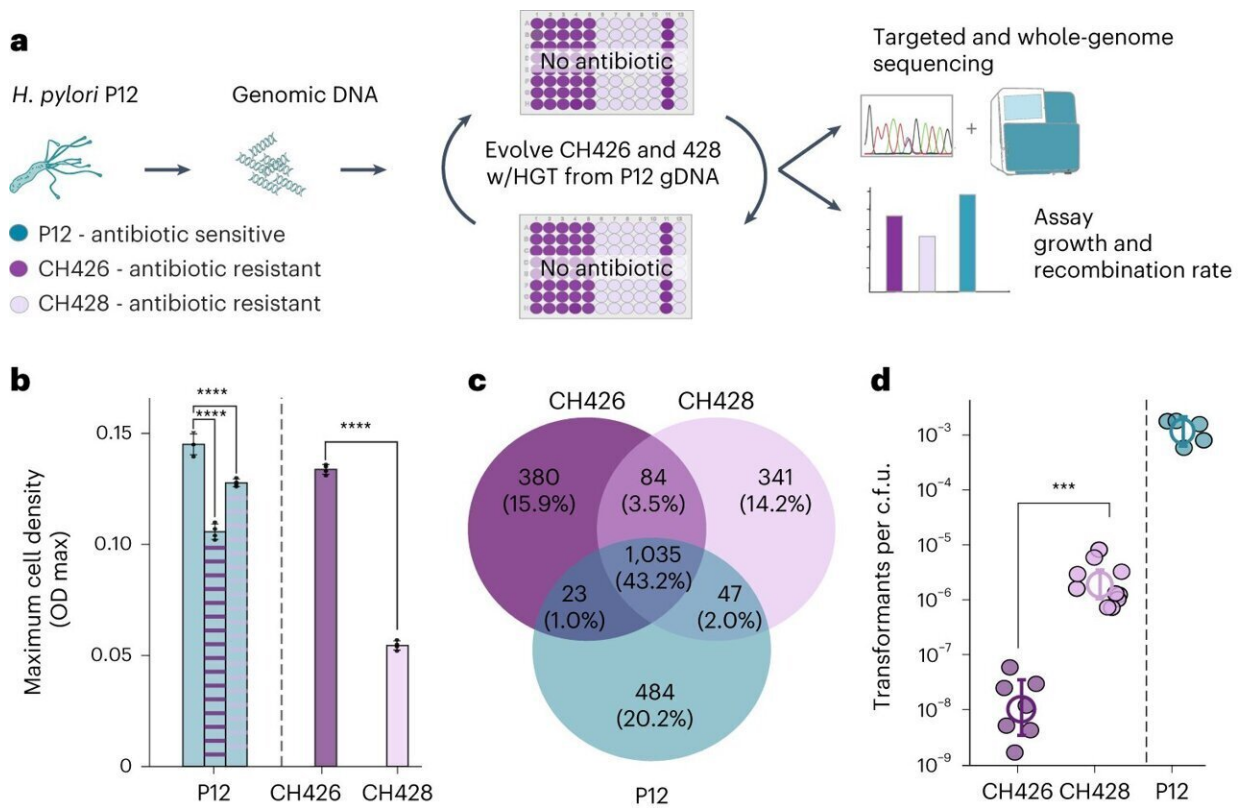 a
H. pylori P12
Genomic DNA
No antibiotic
Evolve CH426 and 428
w/HGT from P12 gDNA
No antibiotic
Targeted and whole-genome
sequencing
+
Assay
growth and
recombination rate
P12 - antibiotic sensitive
CH426 - antibiotic resistant
CH428 - antibiotic resistant
b
Maximum cell density
(OD max)
0.15
0.10
0.05
0
****
****
****
P12
CH426
CH428
c
CH426
CH428
380
(15.9%)
84
(3.5%)
341
(14.2%)
1,035
(43.2%)
23
(1.0%)
47
(2.0%)
484
(20.2%)
P12
d
Transformants per c.f.u.
10⁻³
10⁻⁴
10⁻⁵
10⁻⁶
10⁻⁷
10⁻⁸
10⁻⁹
***
CH426
CH428
P12